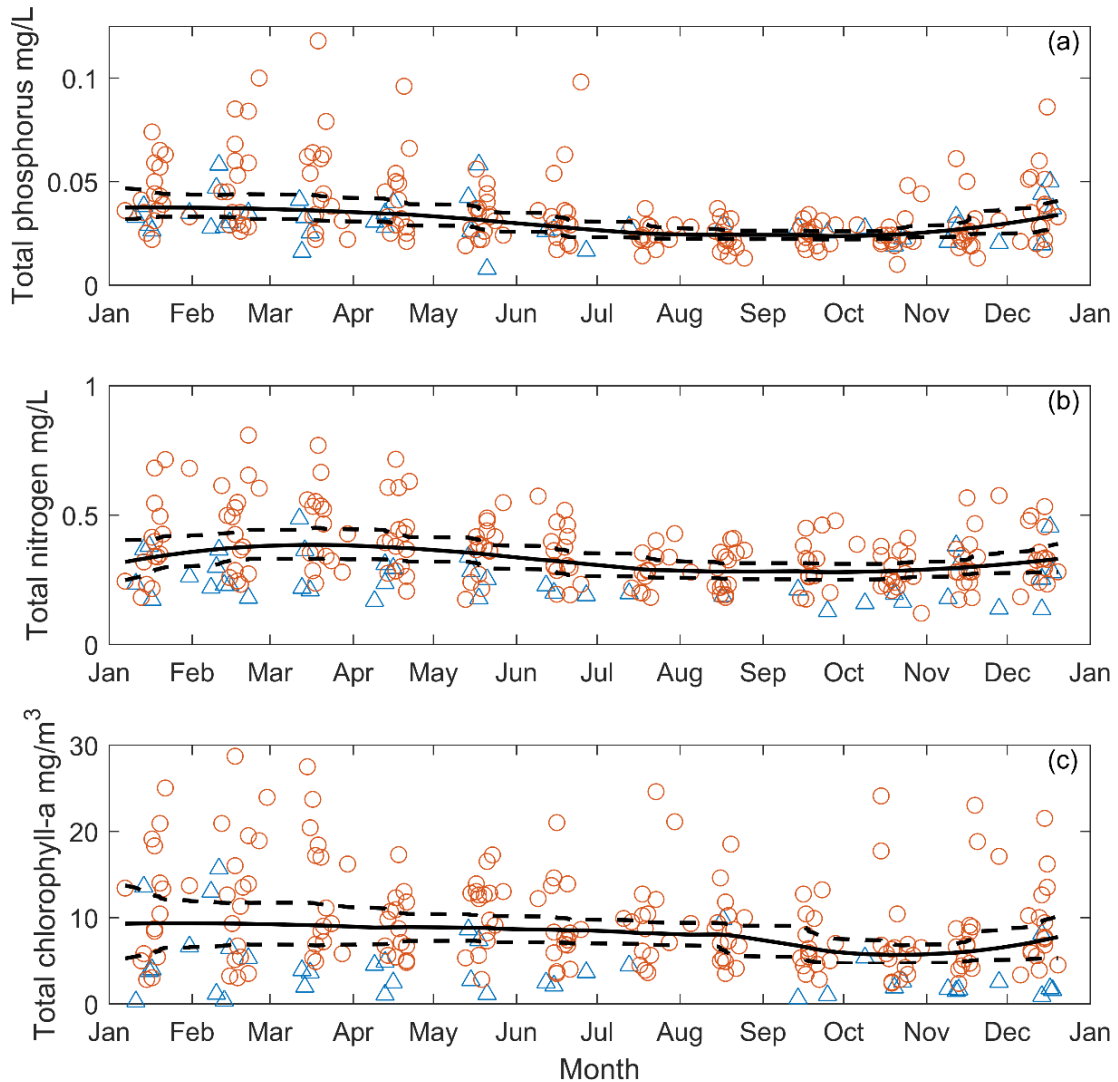 (a)
Total phosphorus mg/L
0.1
0.05
0
Jan Feb Mar Apr May Jun Jul Aug Sep Oct Nov Dec Jan
(b)
Total nitrogen mg/L
1
0.5
0
Jan Feb Mar Apr May Jun Jul Aug Sep Oct Nov Dec Jan
(c)
Total chlorophyll-a mg/m³
30
20
10
0
Jan Feb Mar Apr May Jun Jul Aug Sep Oct Nov Dec Jan
Month